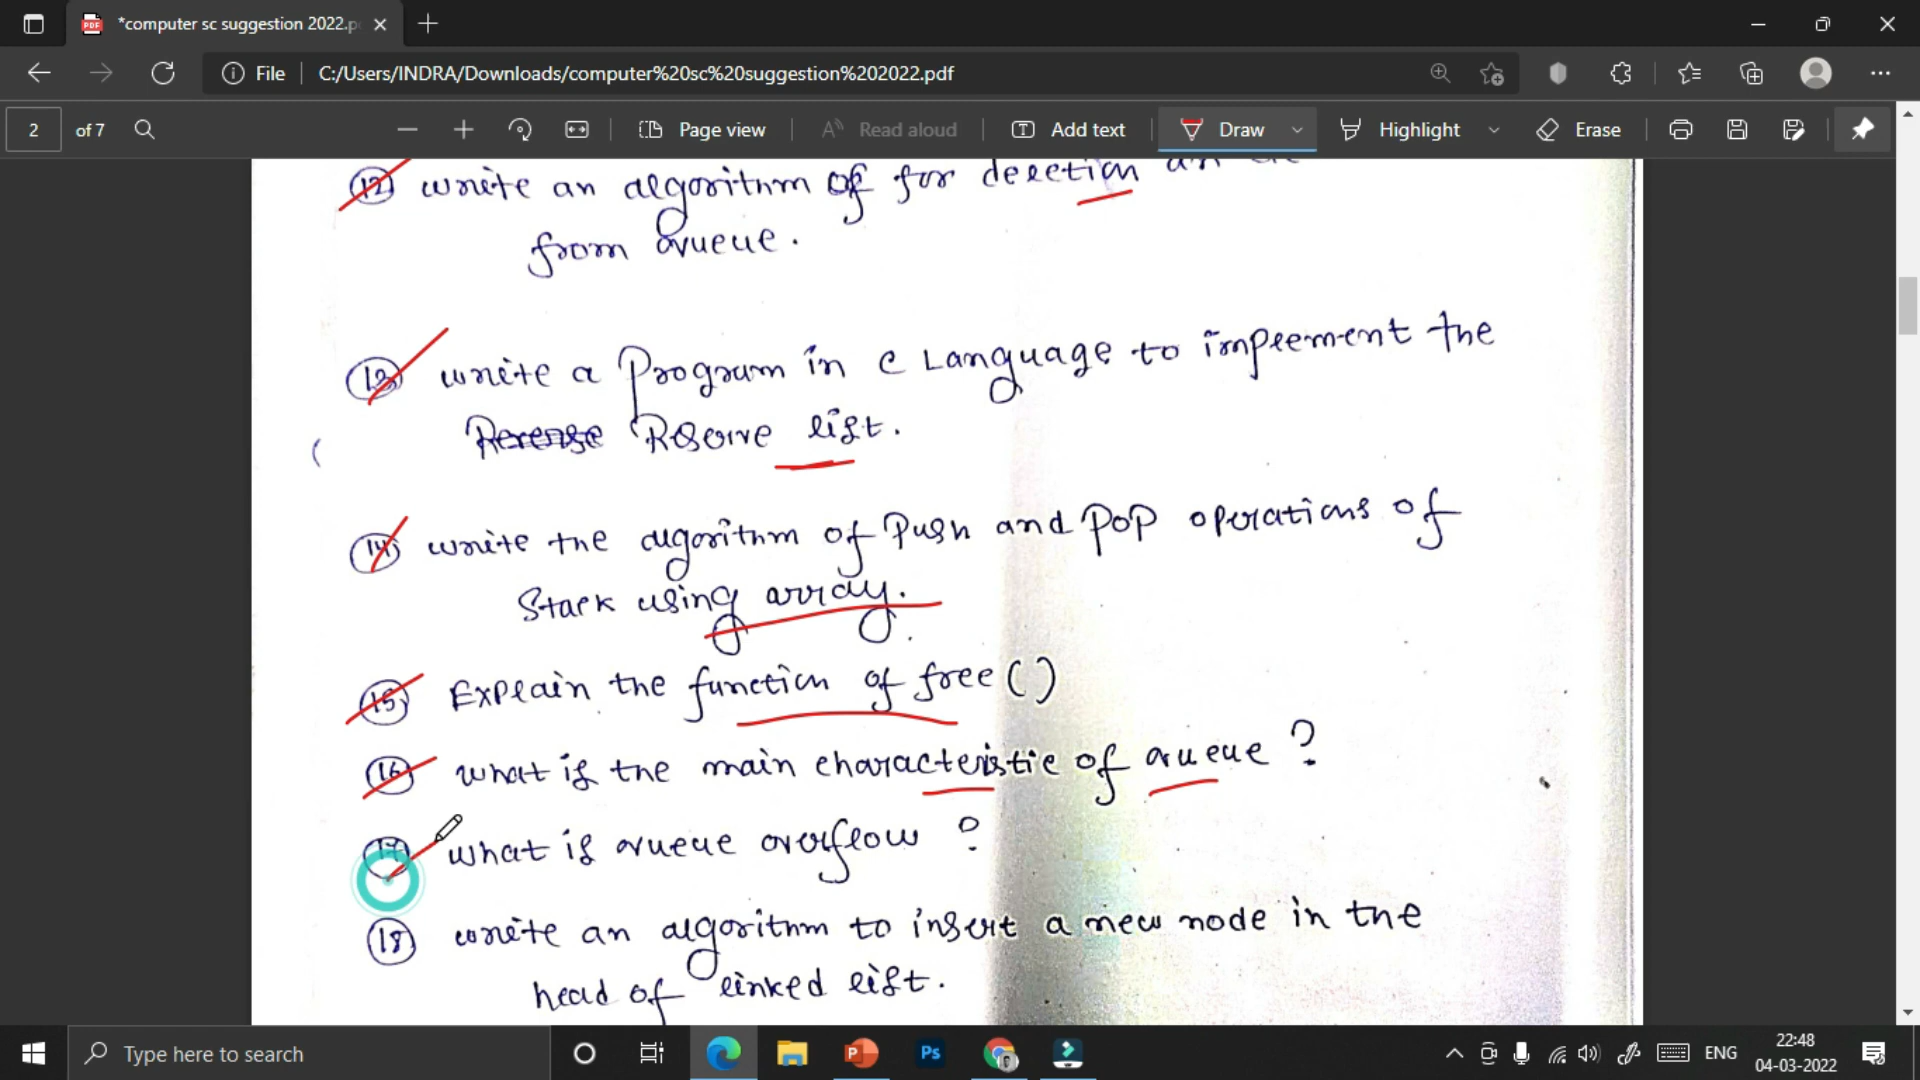 *computer sc suggestion 2022.p
File C:/Users/INDRA/Downloads/computer%20sc%20suggestion%202022.pdf
2 of 7 Page view Read aloud Add text Draw Highlight Erase
(12) write an algorithm of for deletion an
from Queue.
(13) write a Program in C Language to implement the
Reverse Reserve list.
(14) write the algorithm of Push and POP operations of
Stack using array.
(15) Explain the function of free()
(16) what is the main characteristic of Queue?
(17) what is Queue overflow?
(18) write an algorithm to insert a new node in the
head of linked list.
Type here to search ENG 22:48
04-03-2022